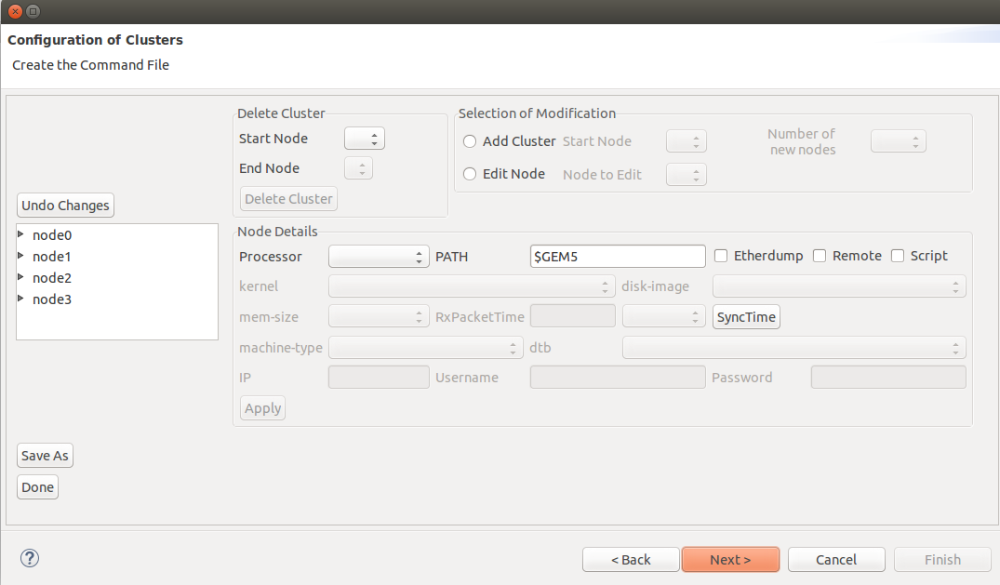 Configuration of Clusters
Create the Command File
Delete Cluster
Start Node
End Node
Delete Cluster
Selection of Modification
Add Cluster Start Node
Number of
new nodes
Edit Node Node to Edit
Undo Changes
node0
node1
node2
node3
Node Details
Processor PATH $GEM5 Etherdump Remote Script
kernel disk-image
mem-size RxPacketTime SyncTime
machine-type dtb
IP Username Password
Apply
Save As
Done
? < Back Next > Cancel Finish